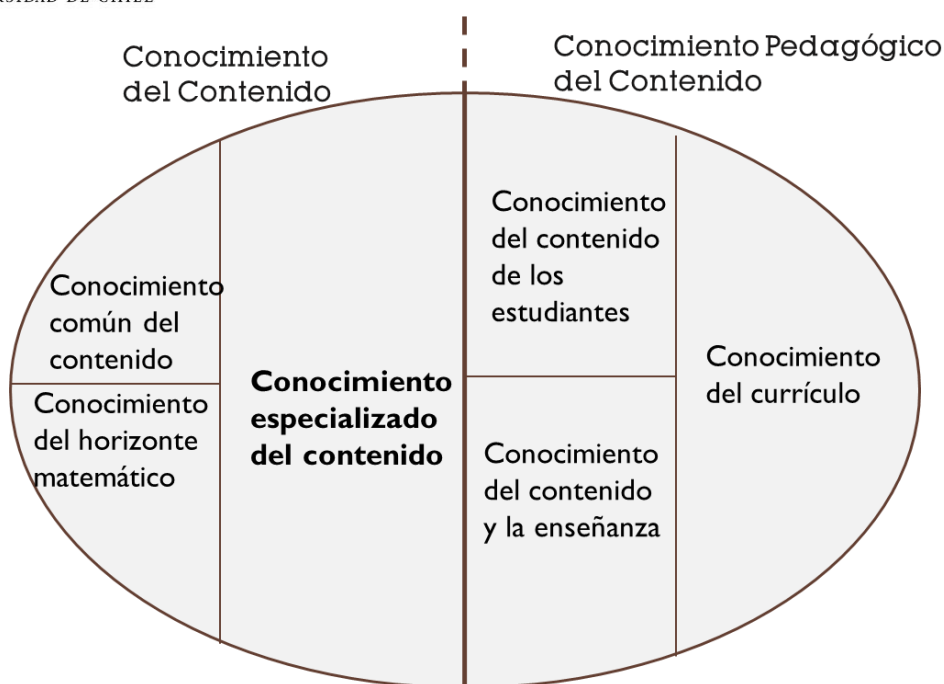 Conocimiento
del Contenido
Conocimiento Pedagógico
del Contenido
Conocimiento
común del
contenido
Conocimiento
del horizonte
matemático
Conocimiento
especializado
del contenido
Conocimiento
del contenido
de los
estudiantes
Conocimiento
del contenido
y la enseñanza
Conocimiento
del currículo